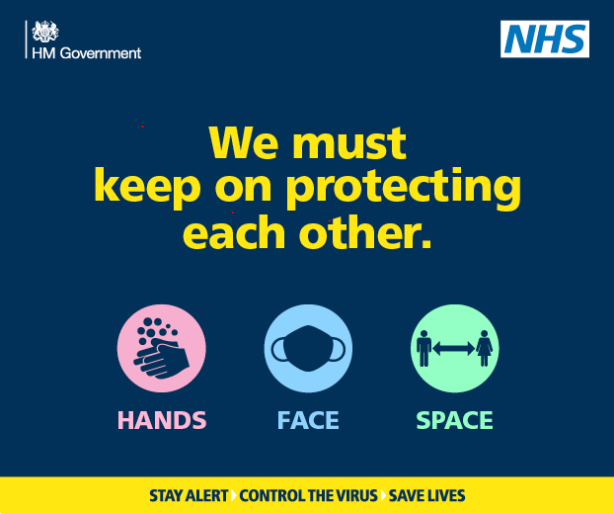 HM Government
NHS
We must
keep on protecting
each other.
HANDS
FACE
SPACE
STAY ALERT CONTROL THE VIRUS SAVE LIVES